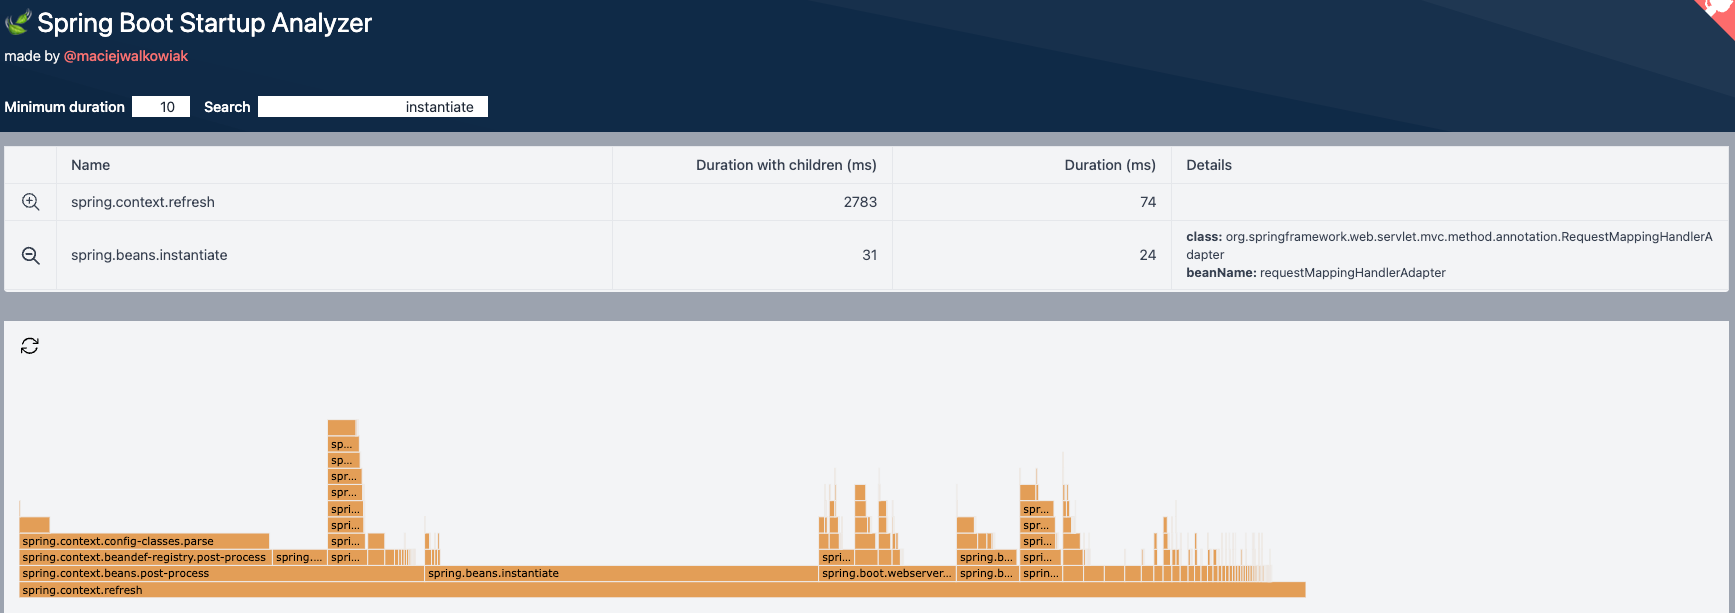 Spring Boot Startup Analyzer
made by @maciejwalkowiak
Minimum duration 10 Search instantiate
Name Duration with children (ms) Duration (ms) Details
spring.context.refresh 2783 74
spring.beans.instantiate 31 24
class: org.springframework.web.servlet.mvc.method.annotation.RequestMappingHandlerA
dapter
beanName: requestMappingHandlerAdapter
sp...
sp...
spr...
spr...
spri... spr...
spri... spr...
spring.context.config-classes.parse spri... spri...
spring.context.beandef-registry.post-process spring.... spri... spri... spring.b... spri...
spring.context.beans.post-process spring.beans.instantiate spring.boot.webserver... spring.b... sprin...
spring.context.refresh